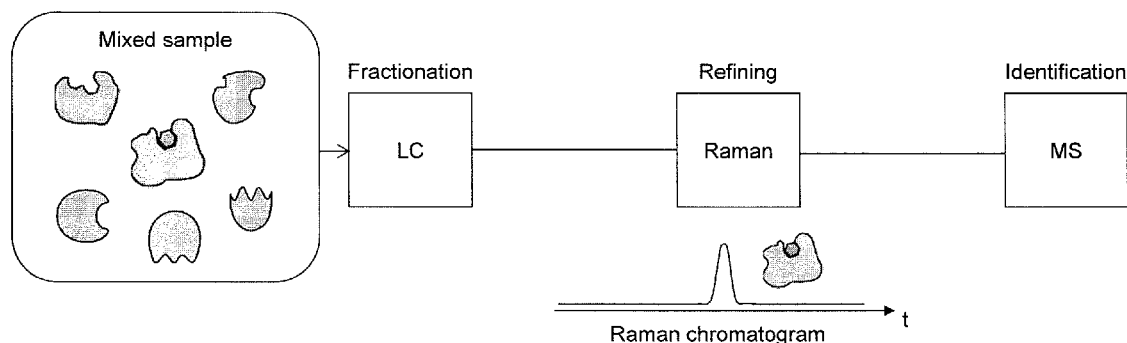 Mixed sample
Fractionation
Refining
Identification
LC
Raman
MS
t
Raman chromatogram